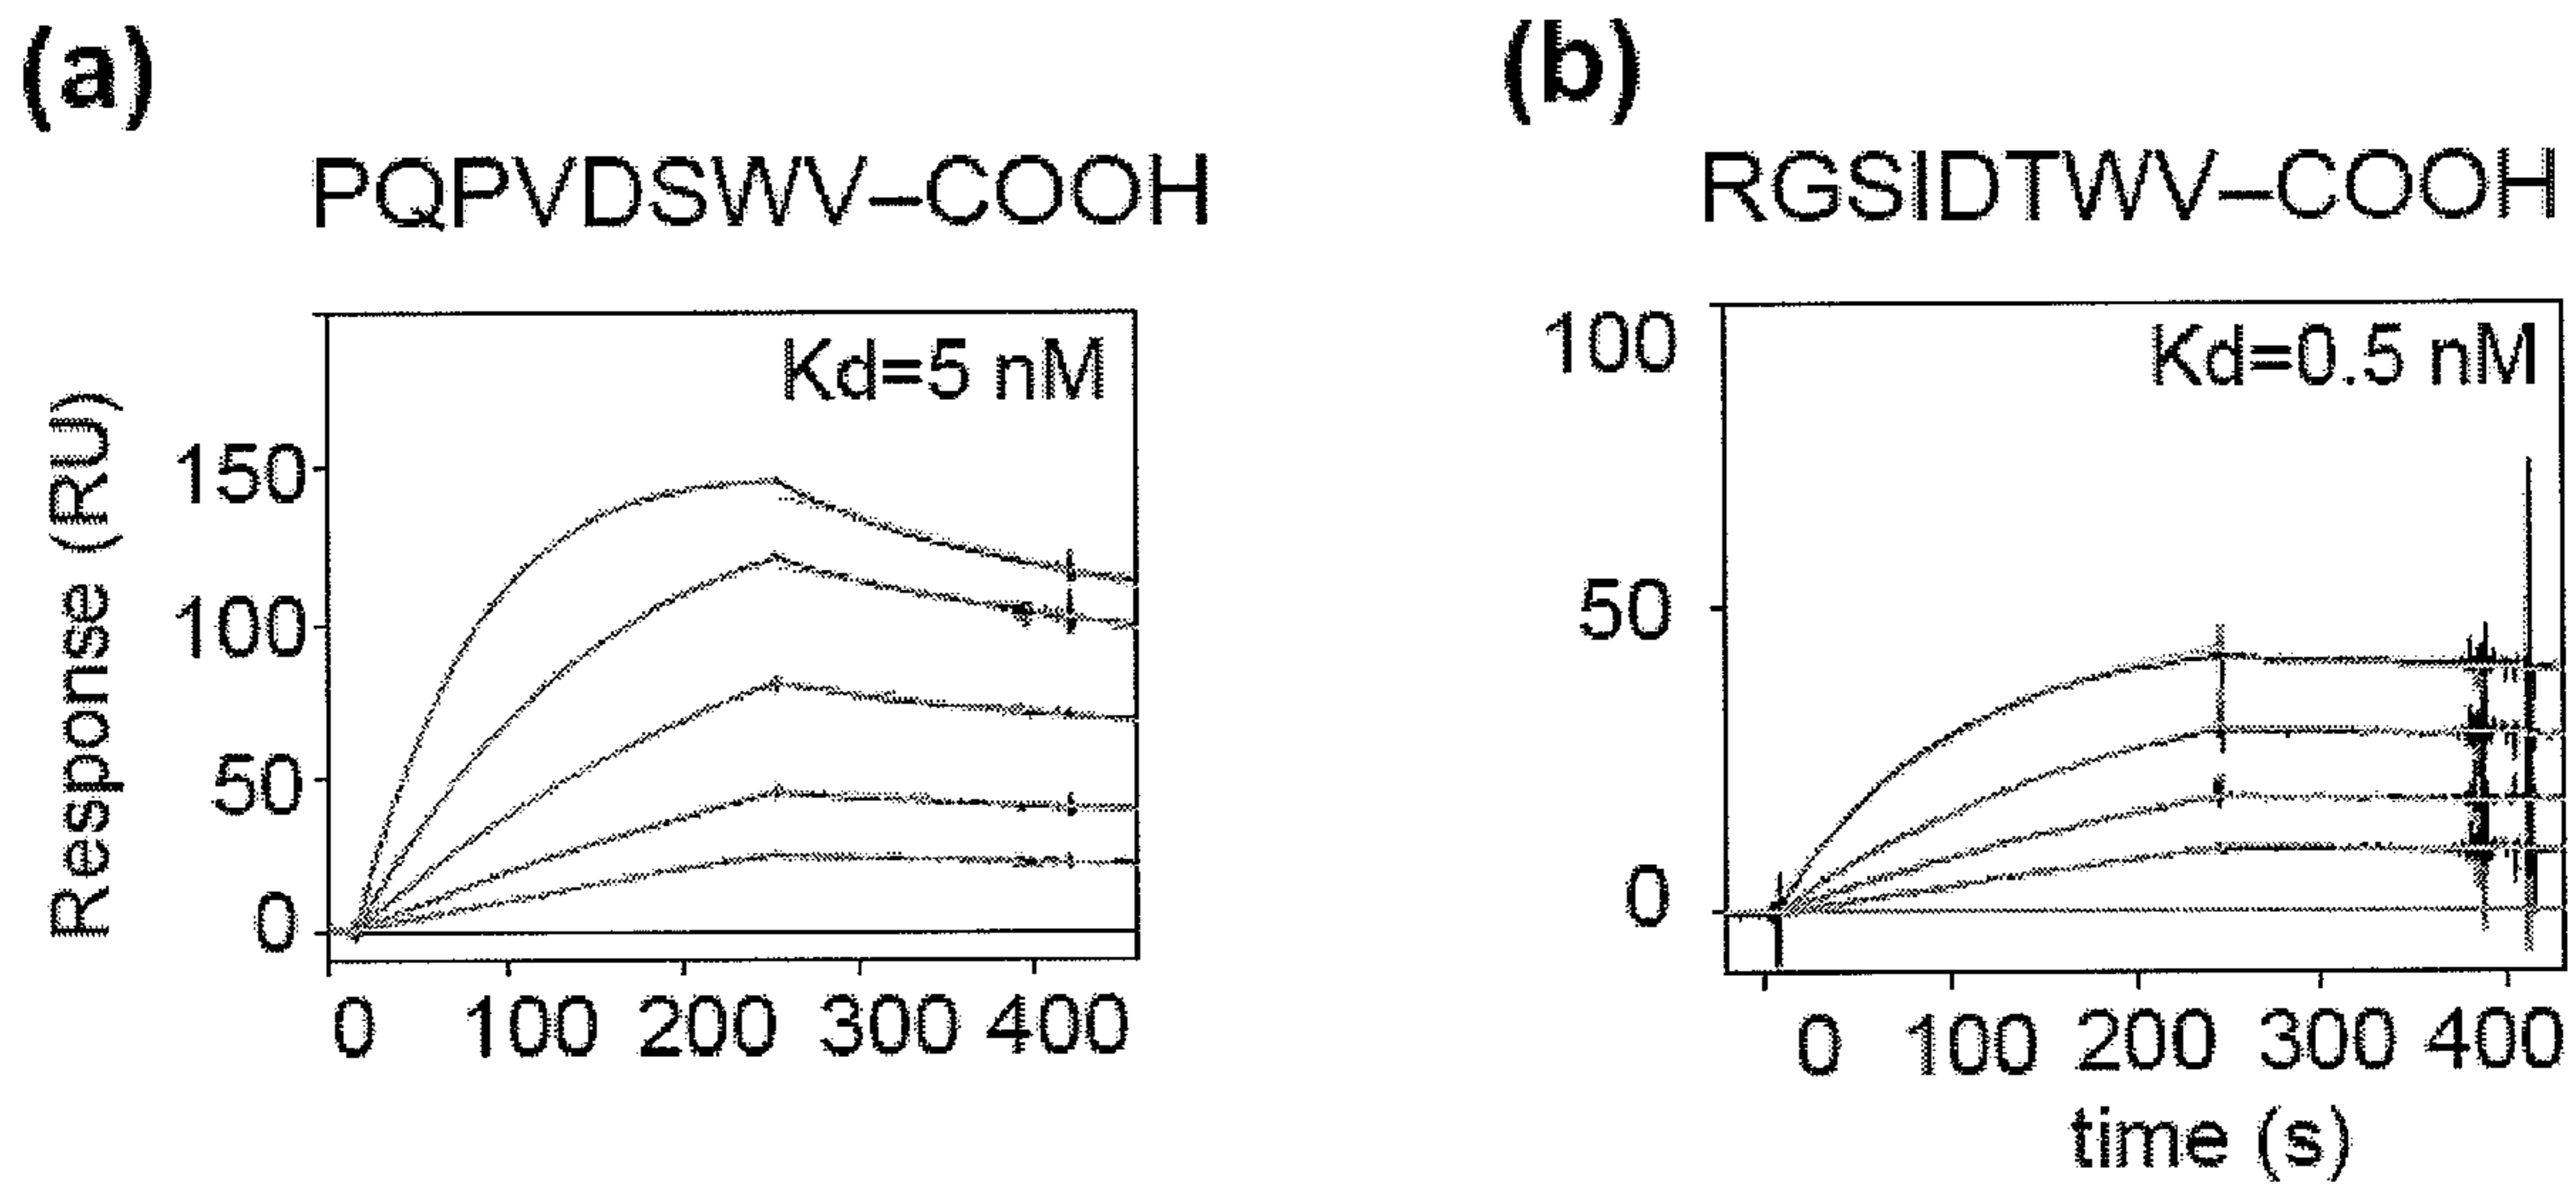 (a)
PQPVDSWV–COOH
Kd=5 nM
Response (RU)
150
100
50
0
0 100 200 300 400
(b)
RGSIDTWV–COOH
Kd=0.5 nM
100
50
0
0 100 200 300 400
time (s)